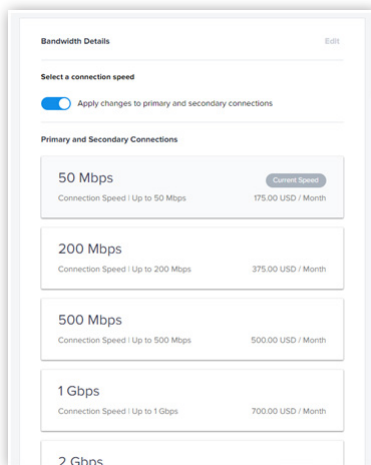 Bandwidth Details Edit
Select a connection speed
Apply changes to primary and secondary connections
Primary and Secondary Connections
50 Mbps Current Speed
Connection Speed | Up to 50 Mbps 175.00 USD / Month
200 Mbps
Connection Speed | Up to 200 Mbps 375.00 USD / Month
500 Mbps
Connection Speed | Up to 500 Mbps 500.00 USD / Month
1 Gbps
Connection Speed | Up to 1 Gbps 700.00 USD / Month
2 Gbps